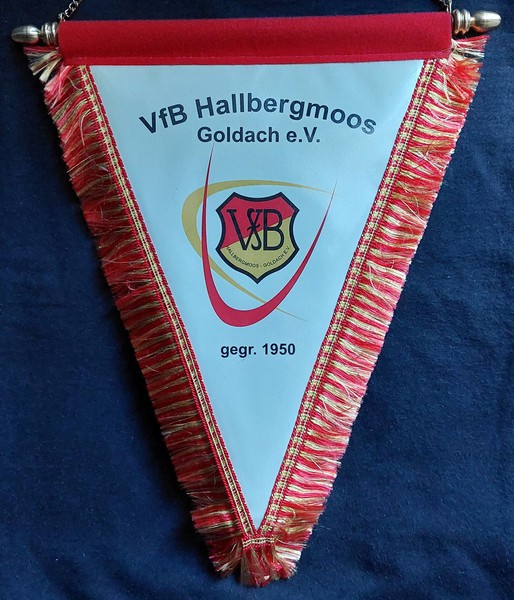 VfB Hallbergmoos
Goldach e.V.
VfB
HALLBERGMOOS - GOLDACH E.V.
gegr. 1950